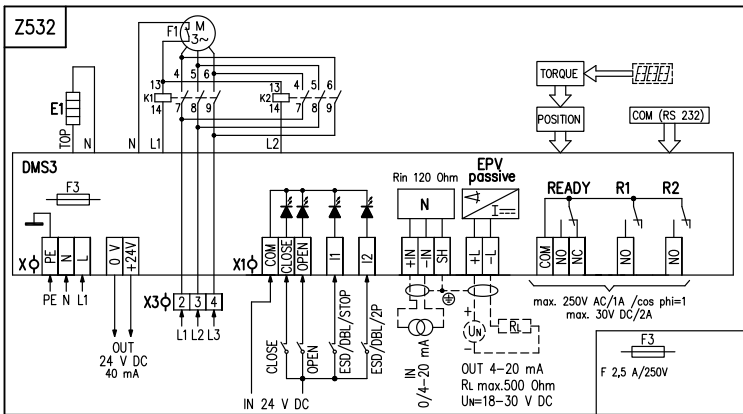 Z532
F1
M
3~
4 5 6
13
K1
14
7 8 9
13
K2
14
4 5 6
7 8 9
E1
TOP
N
N
L1
L2
TORQUE
POSITION
COM (RS 232)
DMS3
F3
Rin 120 Ohm
N
EPV
passive
I
READY
R1
R2
X
PE
N
L
0 V
+24V
X3
2 3 4
X1
COM
CLOSE
OPEN
I1
I2
+IN
-IN
SH
+L
-L
COM
NO
NC
NO
NO
PE N L1
L1 L2 L3
OUT
24 V DC
40 mA
CLOSE
OPEN
ESD/DBL/STOP
ESD/DBL/2P
IN 24 V DC
IN
0/4-20 mA
+
UN
-
RL
OUT 4-20 mA
RL max.500 Ohm
UN=18-30 V DC
max. 250V AC/1A /cos phi=1
max. 30V DC/2A
F3
F 2,5 A/250V